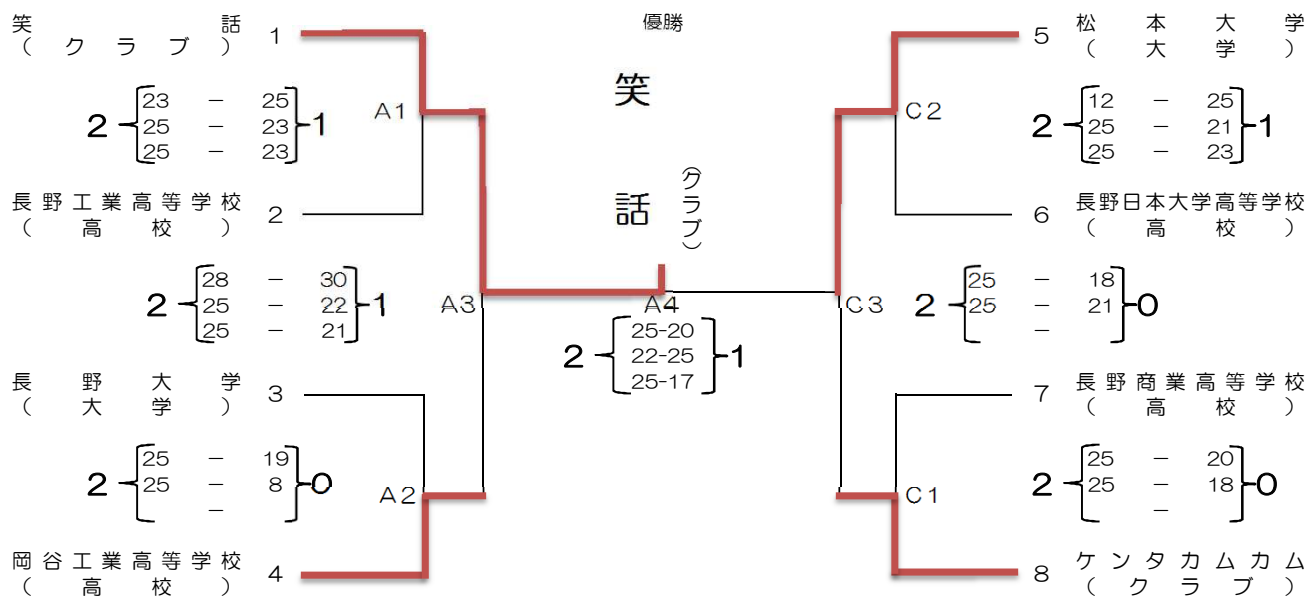 優勝
笑話
（クラブ）
笑話 1
（クラブ）
A1
2 23 － 25 1
25 － 23
25 － 23
長野工業高等学校 2
（高校）
2 28 － 30 1
25 － 22
25 － 21
A3
長野大学 3
（大学）
2 25 － 19 0
25 － 8
－
A2
岡谷工業高等学校 4
（高校）
A4
2 25-20 1
22-25
25-17
5 松本大学
（大学）
C2
2 12 － 25 1
25 － 21
25 － 23
6 長野日本大学高等学校
（高校）
C3
2 25 － 18 0
25 － 21
－
7 長野商業高等学校
（高校）
C1
2 25 － 20 0
25 － 18
－
8 ケンタカムカム
（クラブ）